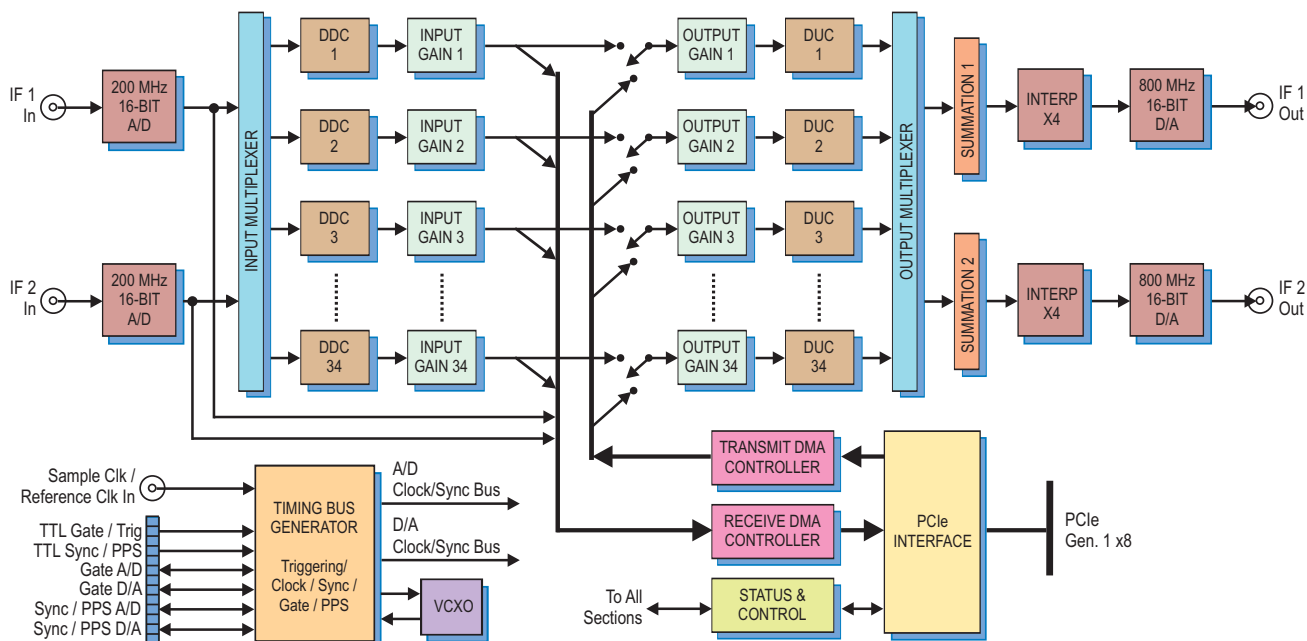 IF 1
In
200 MHz
16-BIT
A/D
IF 2
In
200 MHz
16-BIT
A/D
INPUT MULTIPLEXER
DDC
1
INPUT
GAIN 1
DDC
2
INPUT
GAIN 2
DDC
3
INPUT
GAIN 3
DDC
34
INPUT
GAIN 34
OUTPUT
GAIN 1
DUC
1
OUTPUT
GAIN 2
DUC
2
OUTPUT
GAIN 3
DUC
3
OUTPUT
GAIN 34
DUC
34
OUTPUT MULTIPLEXER
SUMMATION 1
INTERP
X4
800 MHz
16-BIT
D/A
IF 1
Out
SUMMATION 2
INTERP
X4
800 MHz
16-BIT
D/A
IF 2
Out
Sample Clk /
Reference Clk In
TTL Gate / Trig
TTL Sync / PPS
Gate A/D
Gate D/A
Sync / PPS A/D
Sync / PPS D/A
TIMING BUS
GENERATOR
Triggering/
Clock / Sync /
Gate / PPS
A/D
Clock/Sync Bus
D/A
Clock/Sync Bus
VCXO
TRANSMIT DMA
CONTROLLER
RECEIVE DMA
CONTROLLER
To All
Sections
STATUS &
CONTROL
PCIe
INTERFACE
PCIe
Gen. 1 x8